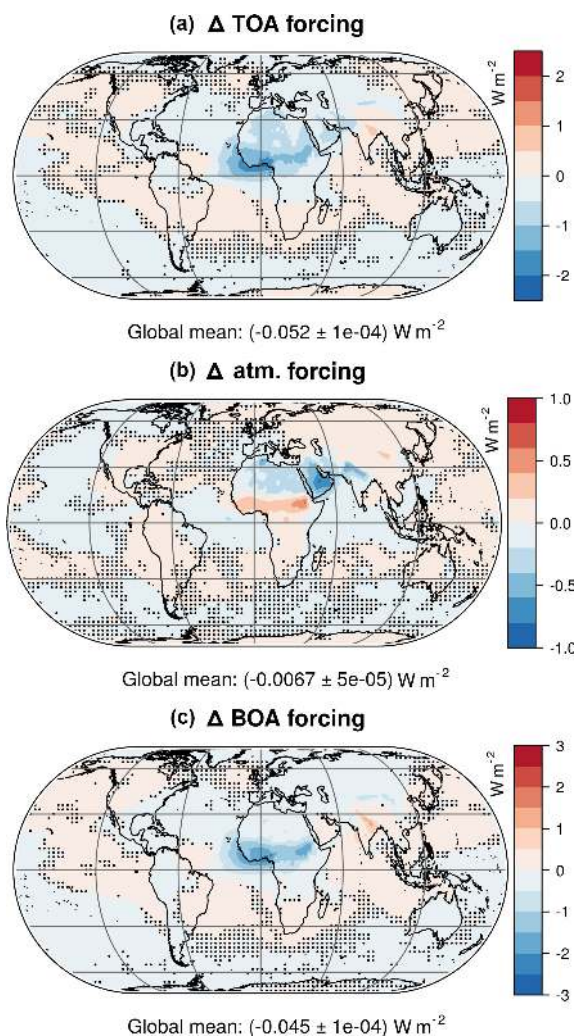 (a) Δ TOA forcing
W m-2
2
1
0
-1
-2
Global mean: (-0.052 ± 1e-04) W m-2
(b) Δ atm. forcing
W m-2
1.0
0.5
0.0
-0.5
-1.0
Global mean: (-0.0067 ± 5e-05) W m-2
(c) Δ BOA forcing
W m-2
3
2
1
0
-1
-2
-3
Global mean: (-0.045 ± 1e-04) W m-2